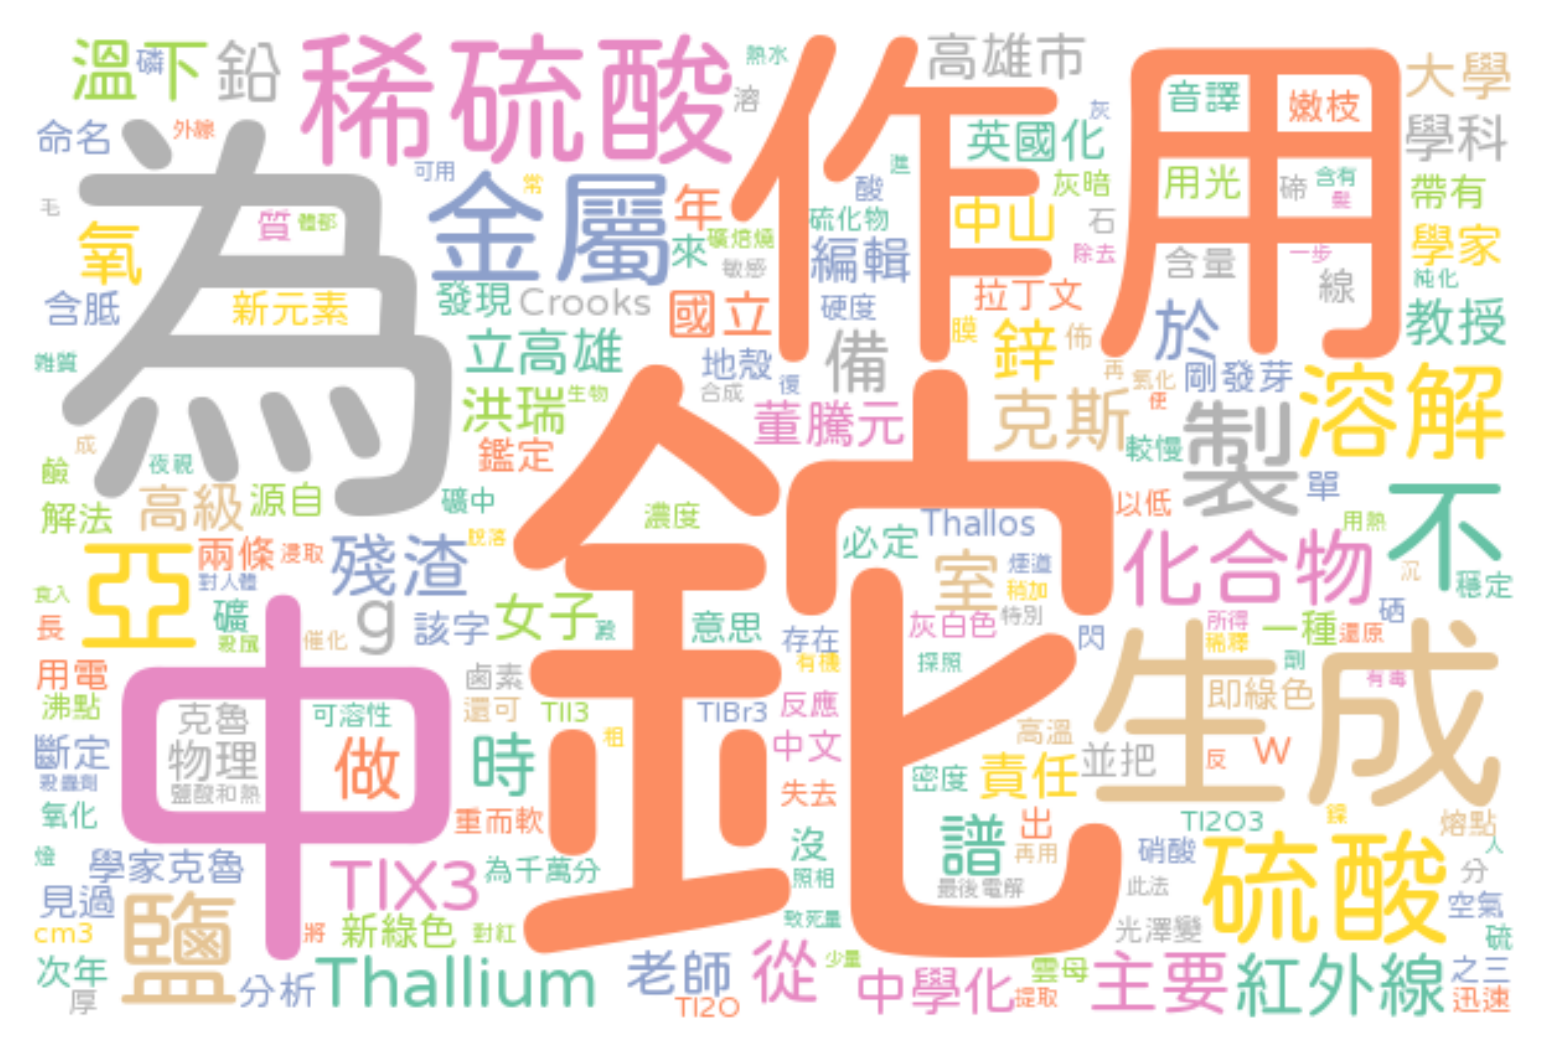 溫下
磷
鉛
稀硫酸
熱水
作用
高雄市
大學
命名
外線
溶
灰
音譯
嫩枝
英國化
學科
為
可用
常
進
酸
灰暗
用光
碲
含有
髮
帶有
毛
質
體都
氧
金屬
年
硫化物
中山
石
來
礦焙燒
敏感
編輯
除去
含量
一步
學家
純化
線
含胝
新元素
發現
Crooks
國立
硬度
拉丁文
於
教授
雜質
立高雄
地殼
合成
復
備
膜
鋅
佈
再
氧化
便
剛發芽
溶解
洪瑞
生物
董騰元
克斯
較慢
製
成
鹼
夜視
鑑定
解法
高級
源自
礦中
鉈
濃度
必定
Thallos
以低
單
用熱
不
亞
兩條
浸取
對人體
殘渣
脫落
室
煙道
稍加
特別
化合物
沉
穩定
食入
長
礦
中
催化
g
該字
女子
澱
意思
存在
有機
灰白色
探照
閃
所得
稀釋
一種
還原
硒
劑
有毒
用電
沸點
斷定
殺蟲劑
氧化
克魯
物理
鹽酸和熱
可溶性
做
鹵素
還可
時
重而軟
TlI3
粗
TlBr3
反應
中文
失去
高溫
密度
責任
並把
生成
即綠色
反
W
燈
學家克魯
見過
cm3
次年
厚
鹽
TlX3
為千萬分
將
新綠色
對紅
分析
Thallium
沒
照相
致死量
譜
出
再用
最後電解
Tl2O3
硝酸
此法
鎳
熔點
人
分
硫酸
光澤變
空氣
硫
老師
Tl2O
從
少量
中學化
雲母
提取
主要
紅外線
之三
迅速